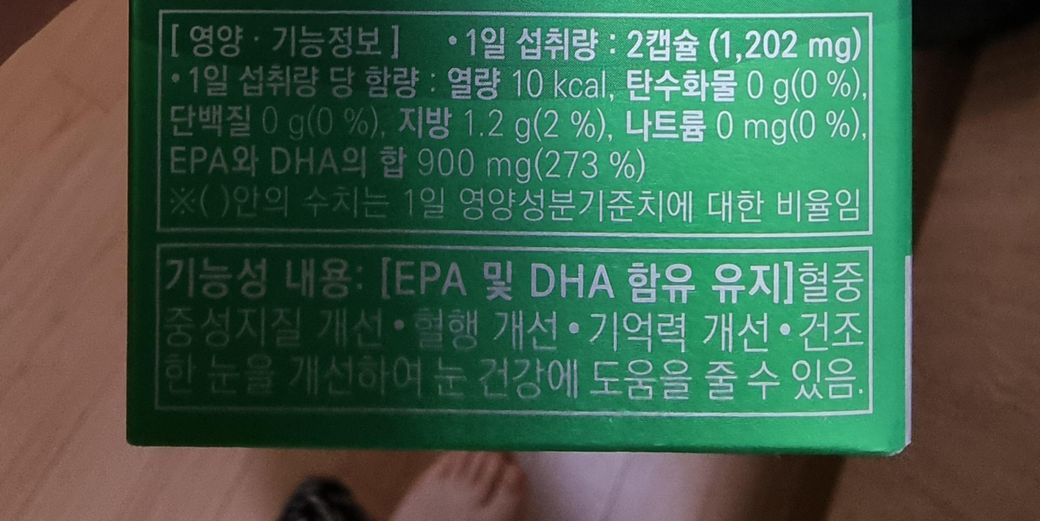 [ 영양 · 기능정보 ] • 1일 섭취량 : 2캡슐 (1,202 mg)
• 1일 섭취량 당 함량 : 열량 10 kcal, 탄수화물 0 g(0 %),
단백질 0 g(0 %), 지방 1.2 g(2 %), 나트륨 0 mg(0 %),
EPA와 DHA의 합 900 mg(273 %)
※( )안의 수치는 1일 영양성분기준치에 대한 비율임
기능성 내용: [EPA 및 DHA 함유 유지]혈중
중성지질 개선 • 혈행 개선 • 기억력 개선 • 건조
한 눈을 개선하여 눈 건강에 도움을 줄 수 있음.